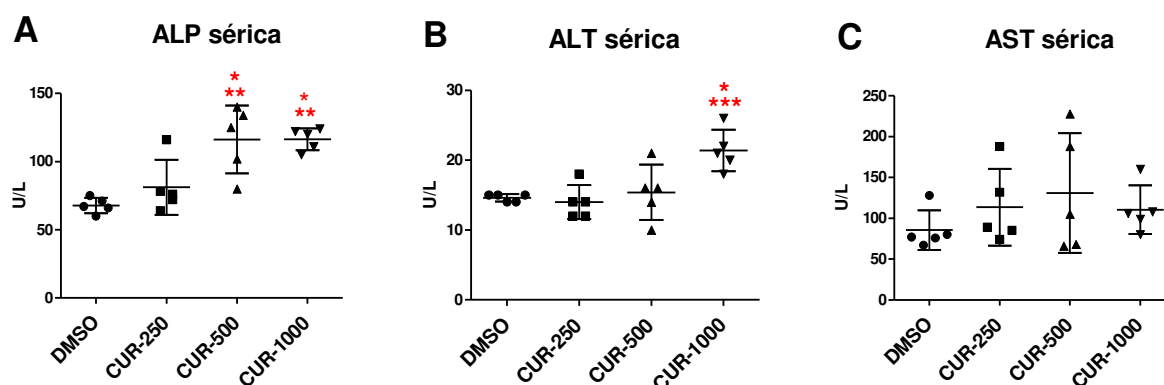 A
ALP sérica
U/L
150
100
50
0
*
**
*
**
DMSO
CUR-250
CUR-500
CUR-1000
B
ALT sérica
U/L
30
20
10
0
*
***
DMSO
CUR-250
CUR-500
CUR-1000
C
AST sérica
U/L
250
200
150
100
50
0
DMSO
CUR-250
CUR-500
CUR-1000